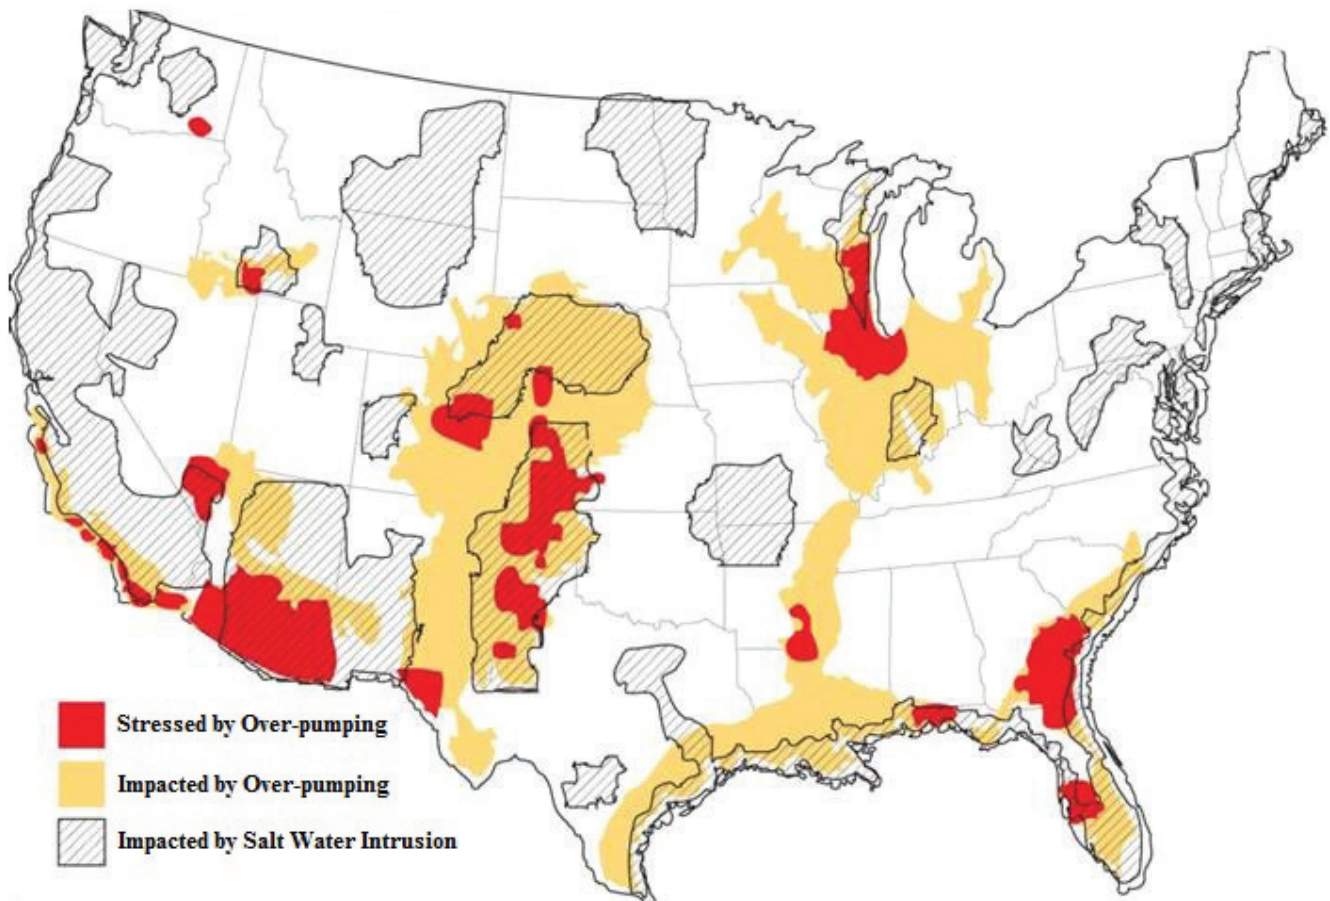 Stressed by Over-pumping
Impacted by Over-pumping
Impacted by Salt Water Intrusion